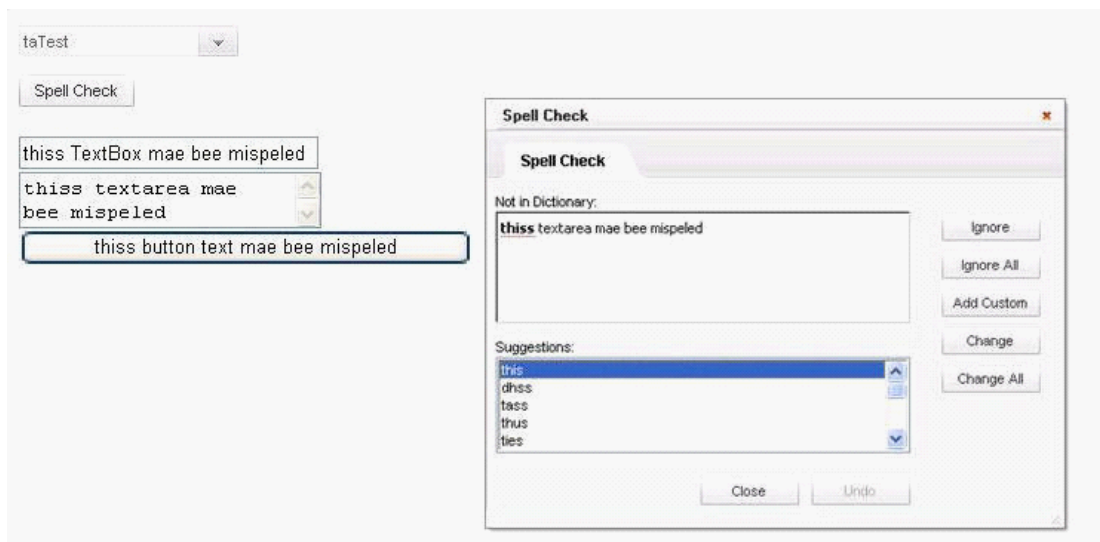 taTest
Spell Check
thiss TextBox mae bee mispeled
thiss textarea mae
bee mispeled
thiss button text mae bee mispeled
Spell Check
Spell Check
Not in Dictionary:
thiss textarea mae bee mispeled
Ignore
Ignore All
Add Custom
Change
Change All
Suggestions:
this
dhss
tass
thus
ties
Close
Undo